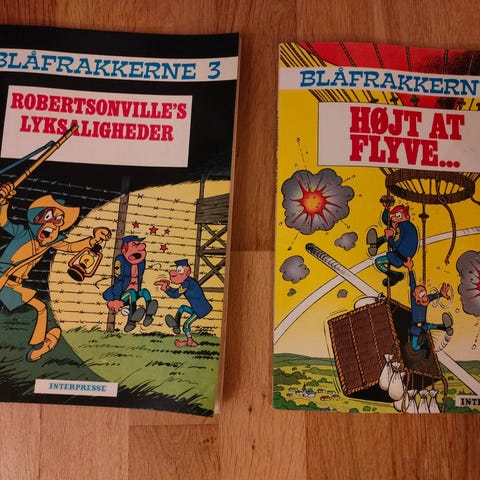 BLÅFRAKKERNE 3
ROBERTSONVILLE'S
LYKSALIGHEDER
INTERPRESSE
BLÅFRAKKERN
HØJT AT
FLYVE...
INTE